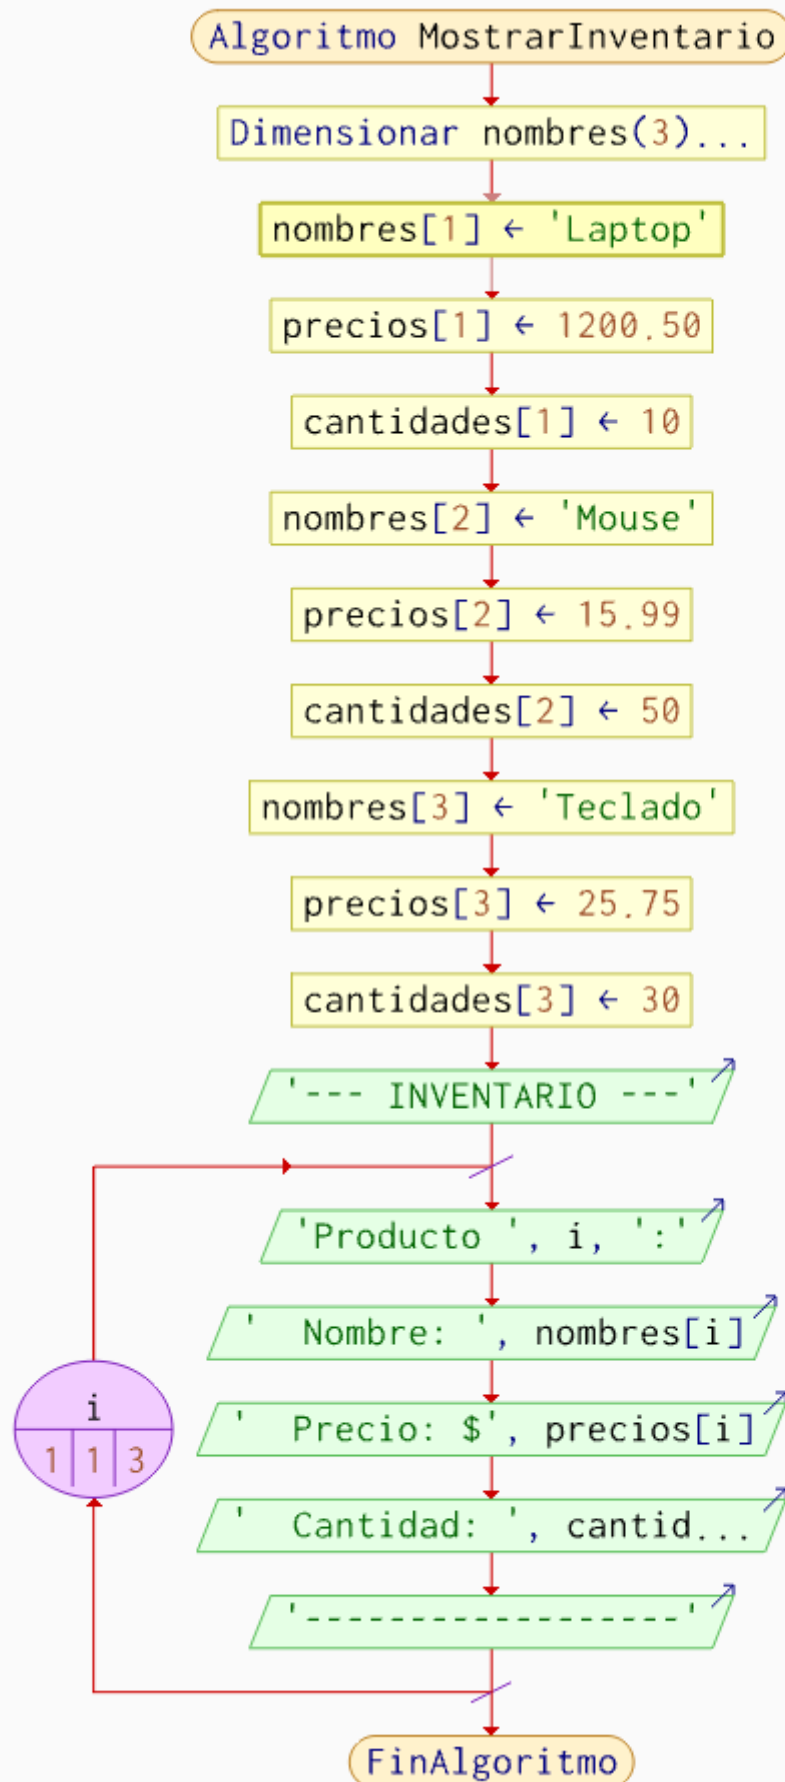 Algoritmo MostrarInventario
Dimensionar nombres(3)...
nombres[1] ← 'Laptop'
precios[1] ← 1200.50
cantidades[1] ← 10
nombres[2] ← 'Mouse'
precios[2] ← 15.99
cantidades[2] ← 50
nombres[3] ← 'Teclado'
precios[3] ← 25.75
cantidades[3] ← 30
'--- INVENTARIO ---'
'Producto ', i, ':'
'  Nombre: ', nombres[i]
i
1 1 3
'  Precio: $', precios[i]
'  Cantidad: ', cantid...
'------------------'
FinAlgoritmo